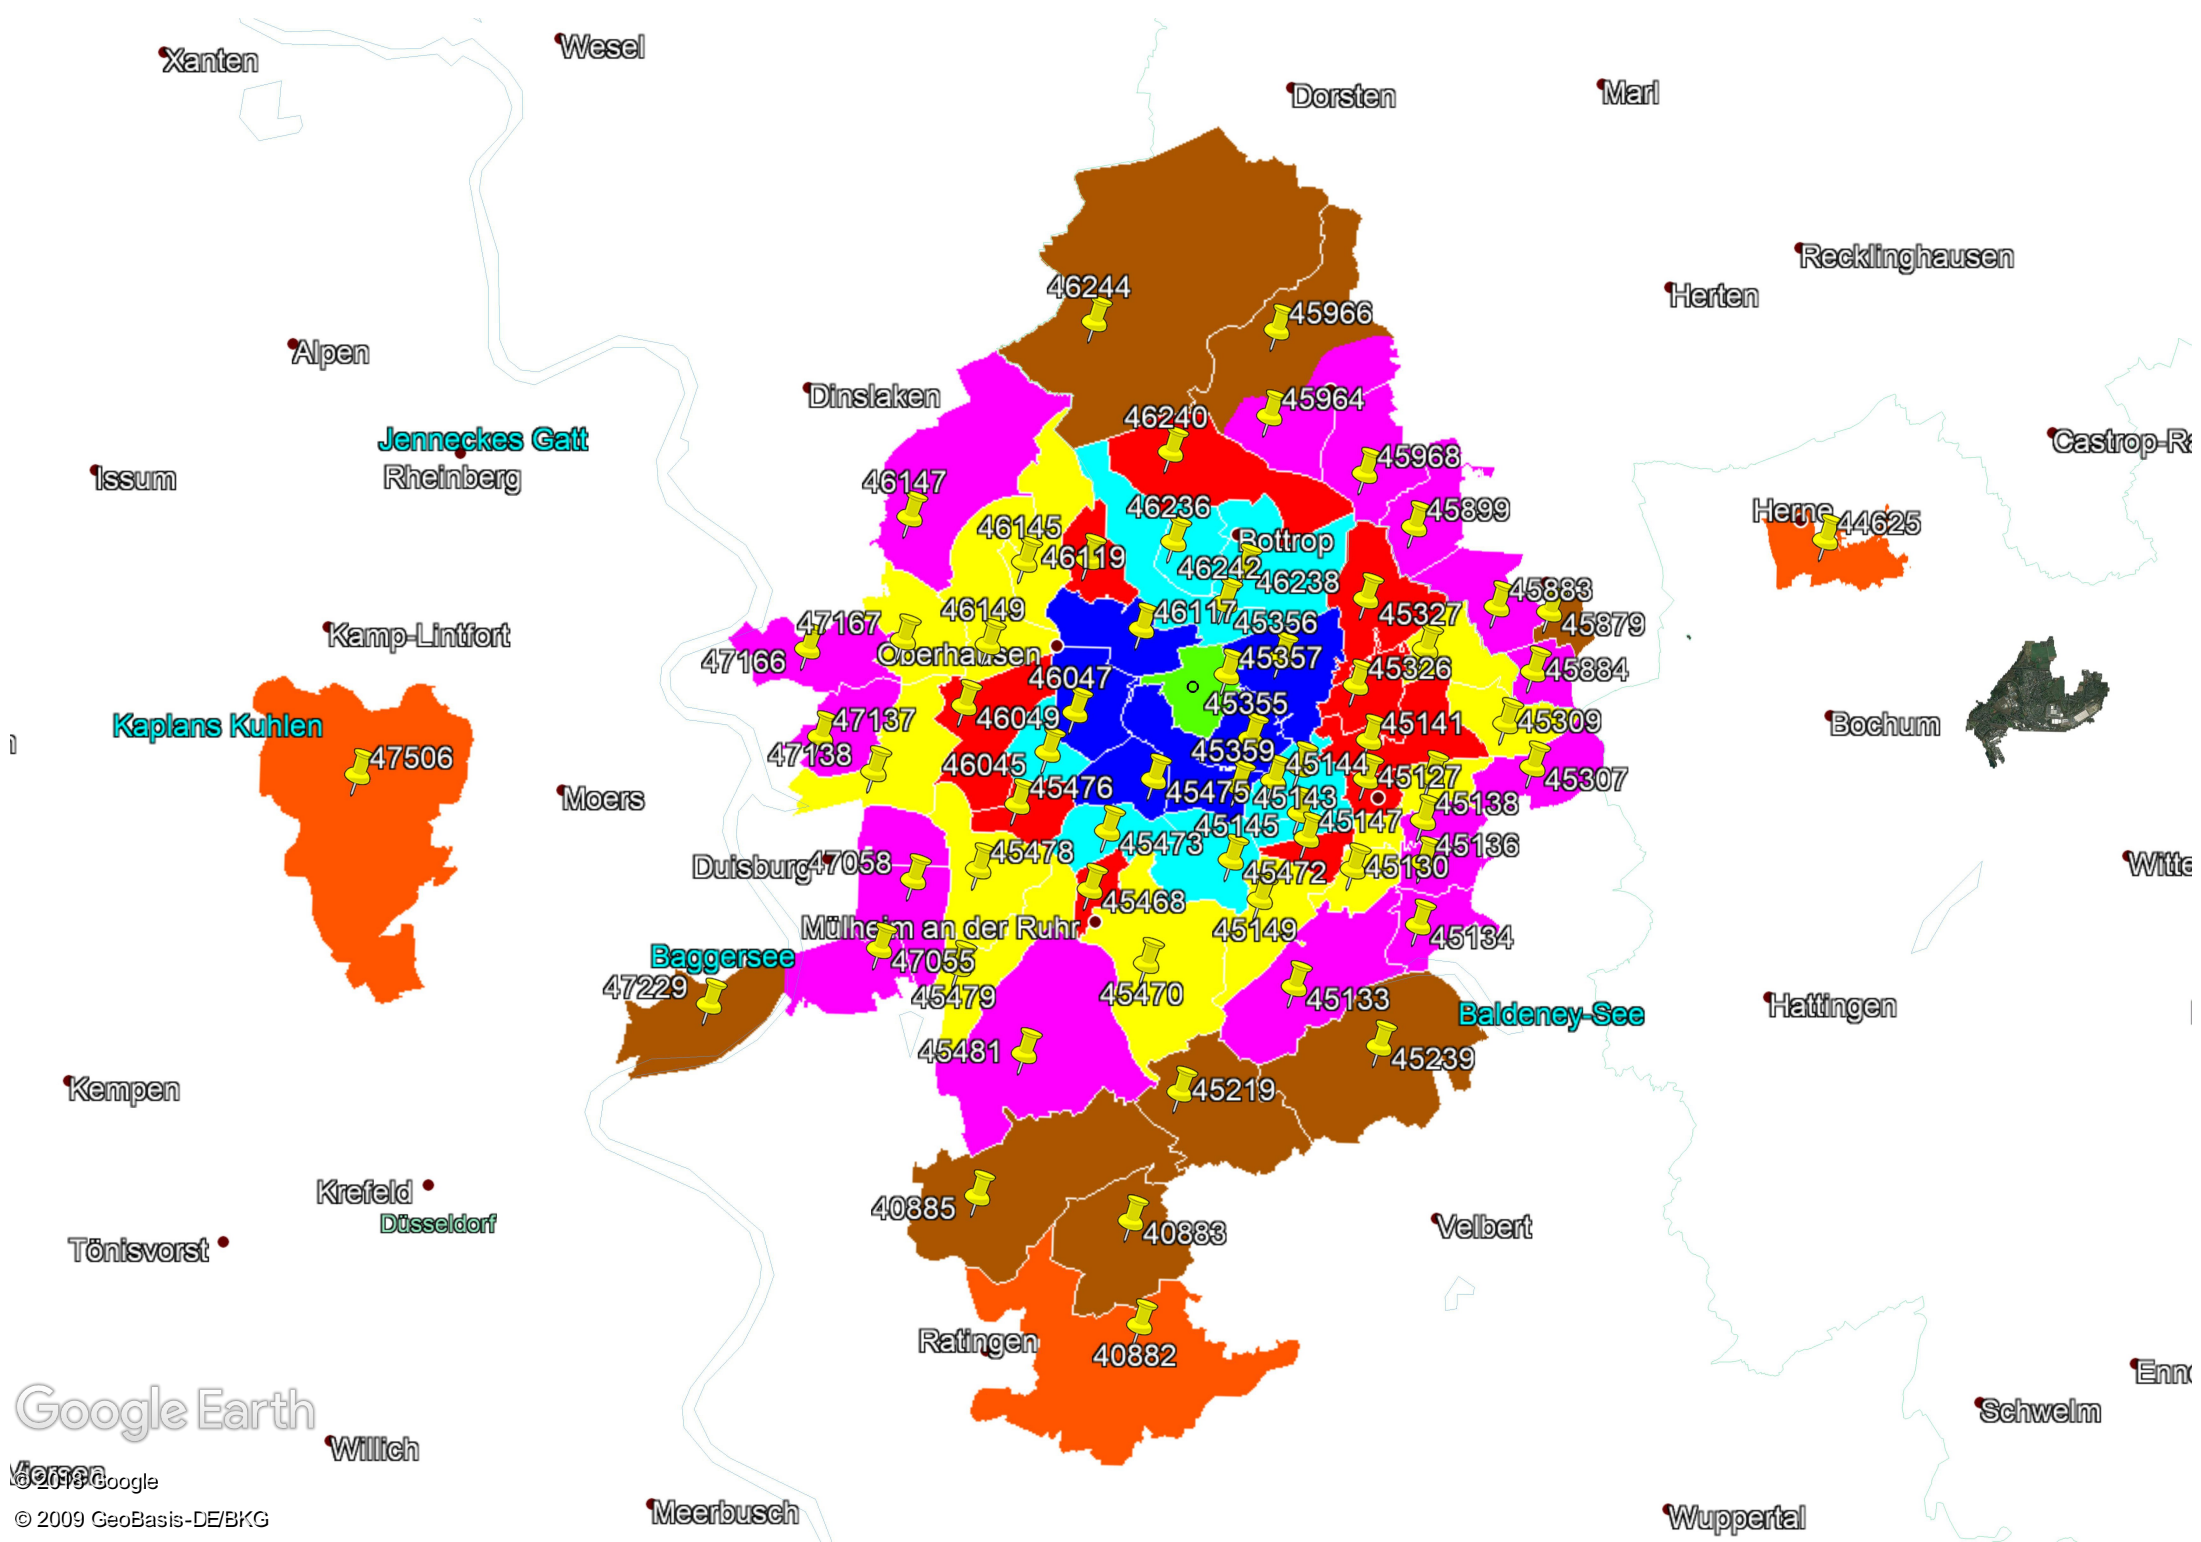 Xanten
Wesel
Dorsten
Marl
Recklinghausen
Herten
46244
45966
Alpen
Dinslaken
45964
46240
Castrop-Ra
Jenneckes Gatt
Rheinberg
Issum
45968
46147
46236
45899
Herne
44625
46145
46119
Bottrop
46242
46238
45883
46149
46117
45327
45879
47167
45356
Kamp-Lintfort
Oberhausen
45357
47166
45326
45884
46047
45355
Kaplans Kuhlen
47137
46049
45141
45309
Bochum
47506
47138
46045
45359
45144
45127
45307
Moers
45476
45475
45143
45138
45145
45147
45136
45473
45478
Duisburg
47058
45472
45130
Witte
45468
Mülheim an der Ruhr
45149
45134
Baggersee
47055
47229
45479
45470
45133
Hattingen
Baldeney-See
45481
45239
Kempen
45219
Krefeld
Düsseldorf
40885
40883
Velbert
Tönisvorst
Ratingen
40882
Enne
Google Earth
Schwelm
Willich
Viersen
© 2018 Google
© 2009 GeoBasis-DE/BKG
Meerbusch
Wuppertal